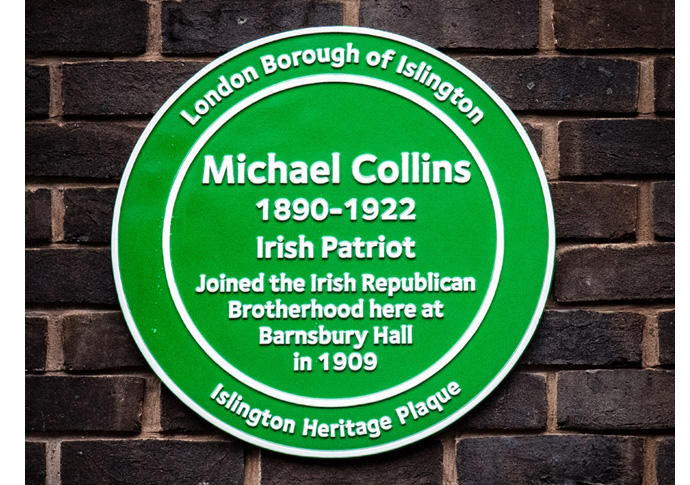 London Borough of Islington
Michael Collins
1890-1922
Irish Patriot
Joined the Irish Republican
Brotherhood here at
Barnsbury Hall
in 1909
Islington Heritage Plaque